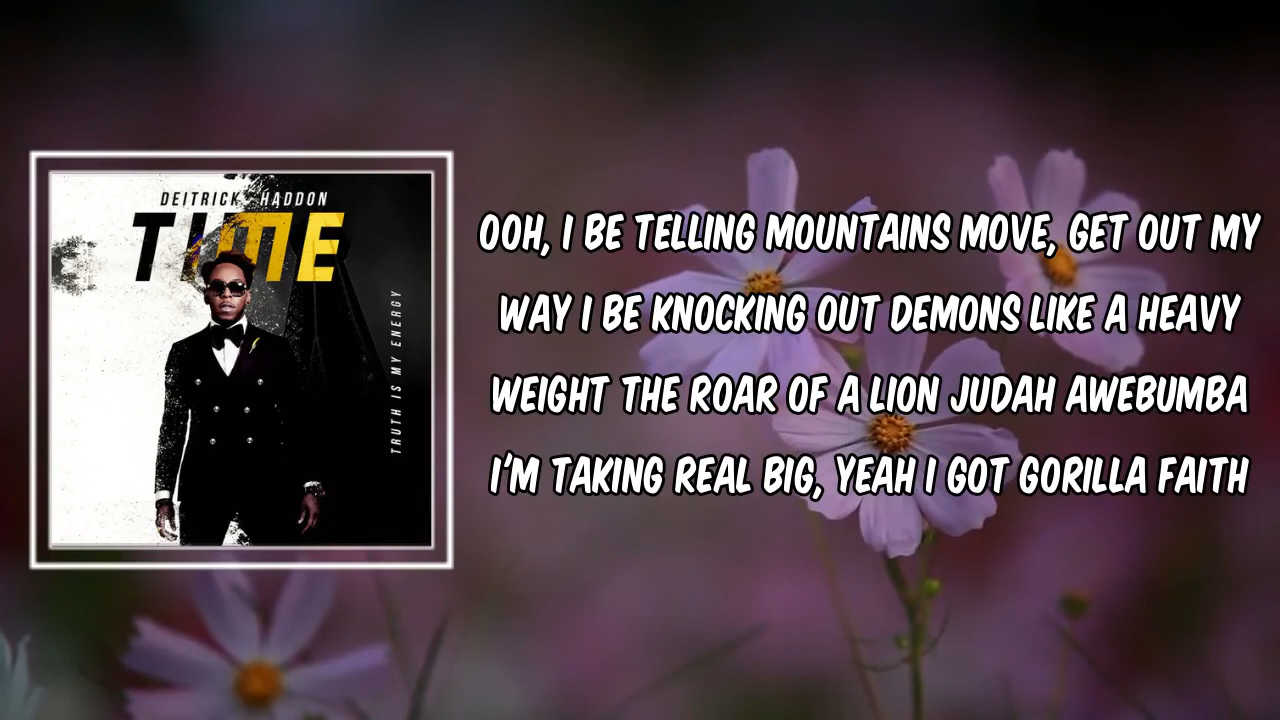 DEITRICK HADDON
TIME
TRUTH IS MY ENERGY
OOH, I BE TELLING MOUNTAINS MOVE, GET OUT MY
WAY I BE KNOCKING OUT DEMONS LIKE A HEAVY
WEIGHT THE ROAR OF A LION JUDAH AWEBUMBA
I'M TAKING REAL BIG, YEAH I GOT GORILLA FAITH